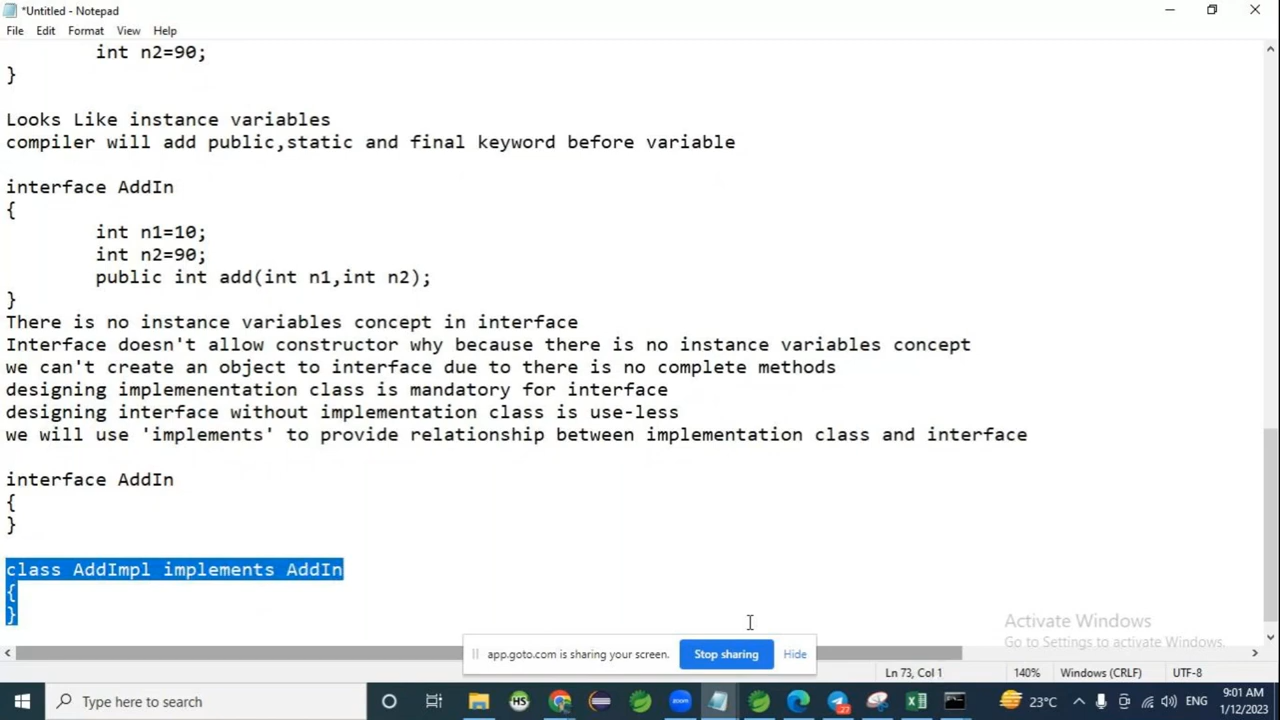 *Untitled - Notepad
File Edit Format View Help
int n2=90;
}
Looks Like instance variables
compiler will add public,static and final keyword before variable
interface AddIn
{
int n1=10;
int n2=90;
public int add(int n1,int n2);
}
There is no instance variables concept in interface
Interface doesn't allow constructor why because there is no instance variables concept
we can't create an object to interface due to there is no complete methods
designing implemenentation class is mandatory for interface
designing interface without implementation class is use-less
we will use 'implements' to provide relationship between implementation class and interface
interface AddIn
{
}
class AddImpl implements AddIn
{
}
Activate Windows
Go to Settings to activate Windows.
app.goto.com is sharing your screen. Stop sharing Hide
Ln 73, Col 1 140% Windows (CRLF) UTF-8
Type here to search HS zoom 27 23°C ENG 9:01 AM
1/12/2023